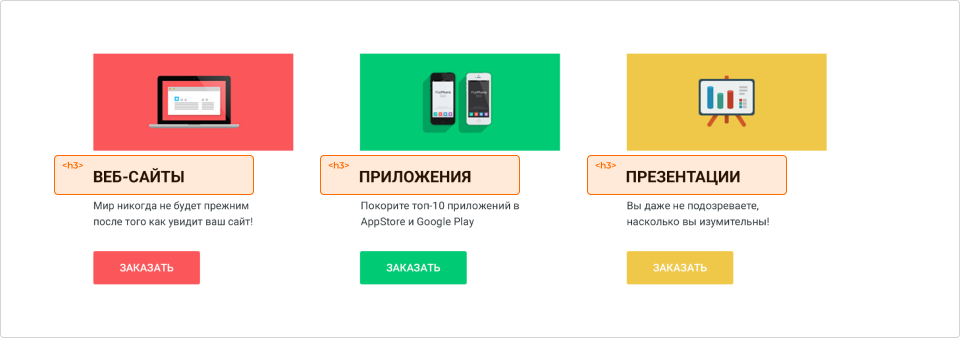 <h3>
ВЕБ-САЙТЫ
Мир никогда не будет прежним
после того как увидит ваш сайт!
ЗАКАЗАТЬ
<h3>
ПРИЛОЖЕНИЯ
Покорите топ-10 приложений в
AppStore и Google Play
ЗАКАЗАТЬ
<h3>
ПРЕЗЕНТАЦИИ
Вы даже не подозреваете,
насколько вы изумительны!
ЗАКАЗАТЬ